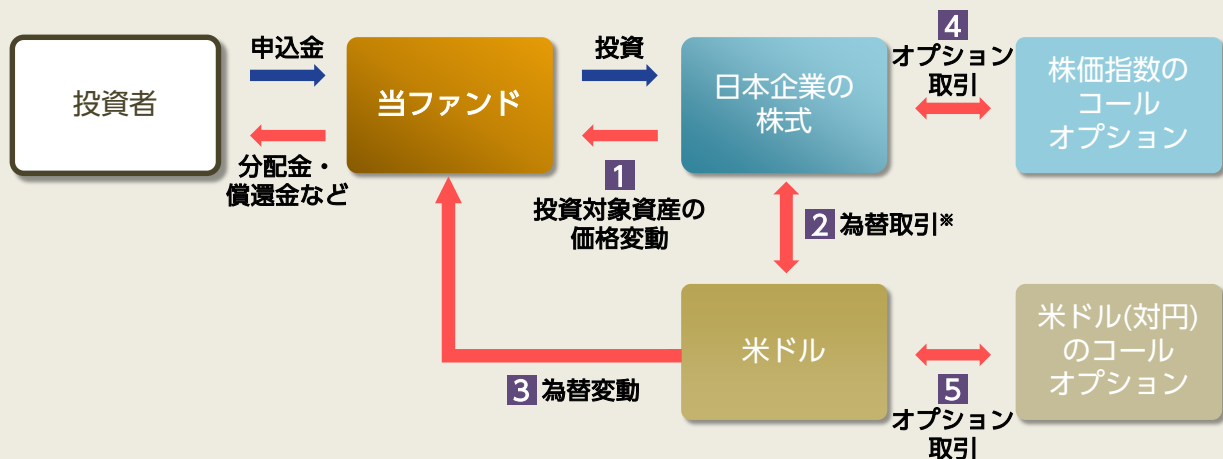 投資者
申込金
分配金・
償還金など
当ファンド
投資
1
投資対象資産の
価格変動
日本企業の
株式
4
オプション
取引
株価指数の
コール
オプション
2 為替取引※
3 為替変動
米ドル
5
オプション
取引
米ドル(対円)
のコール
オプション